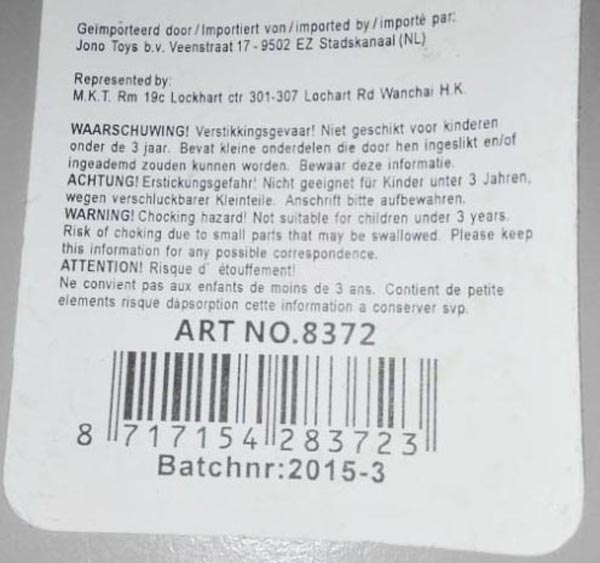 Geïmporteerd door/Importiert von/imported by/importé par:
Jono Toys b.v. Veenstraat 17 - 9502 EZ Stadskanaal (NL)
Represented by:
M.K.T. Rm 19c Lockhart ctr 301-307 Lochart Rd Wanchai H.K.
WAARSCHUWING! Verstikkingsgevaar! Niet geschikt voor kinderen
onder de 3 jaar. Bevat kleine onderdelen die door hen ingeslikt en/of
ingeademd zouden kunnen worden. Bewaar deze informatie.
ACHTUNG! Erstickungsgefahr! Nicht geeignet für Kinder unter 3 Jahren,
wegen verschluckbarer Kleinteile. Anschrift bitte aufbewahren.
WARNING! Chocking hazard! Not suitable for children under 3 years.
Risk of choking due to small parts that may be swallowed. Please keep
this information for any possible correspondence.
ATTENTION! Risque d' étouffement!
Ne convient pas aux enfants de moins de 3 ans. Contient de petite
elements risque dápsorption cette information a conserver svp.
ART NO.8372
8 717154 283723
Batchnr:2015-3